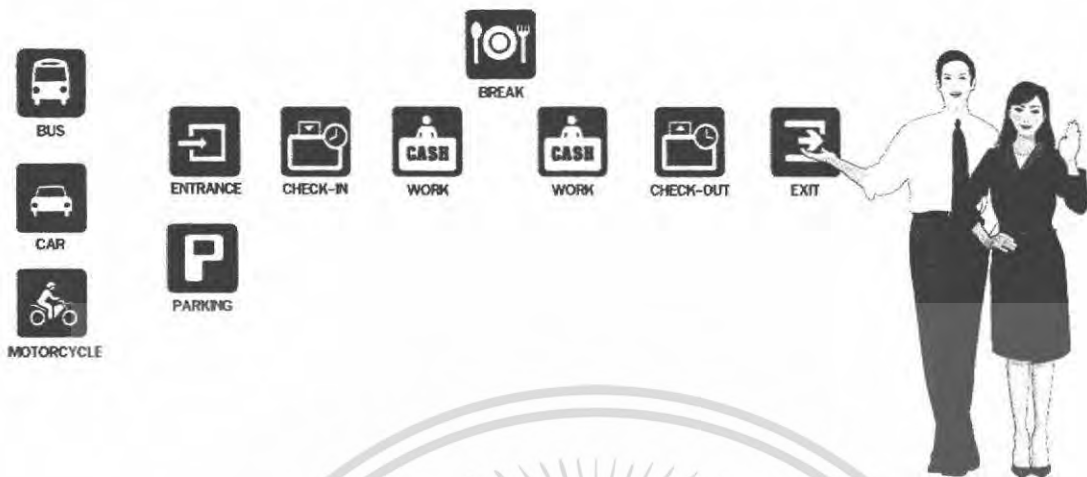 BREAK
BUS
CASH
CASH
ENTRANCE
CHECK-IN
WORK
WORK
CHECK-OUT
EXIT
CAR
P
PARKING
MOTORCYCLE